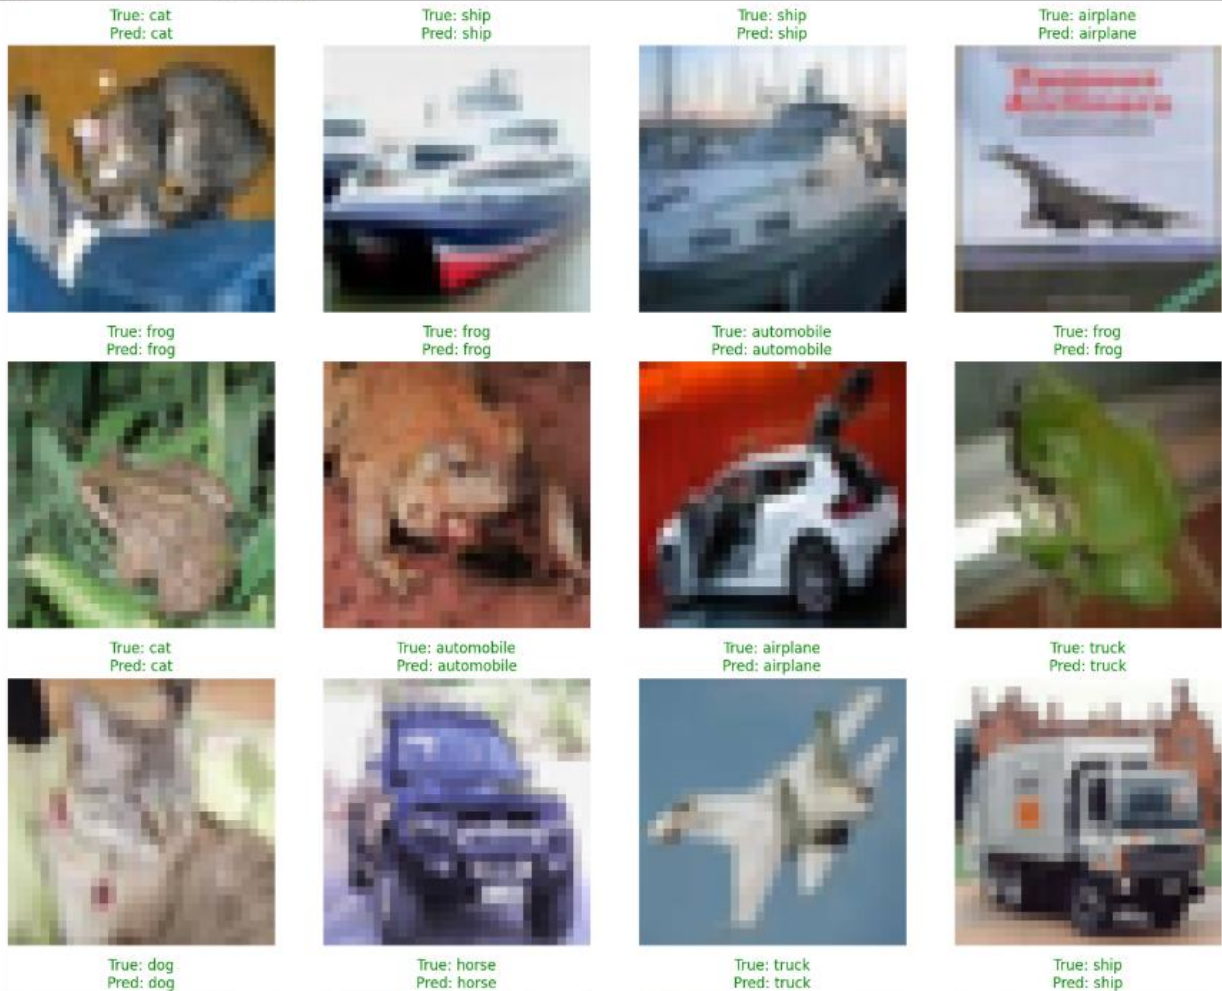 True: cat
Pred: cat
True: ship
Pred: ship
True: ship
Pred: ship
True: airplane
Pred: airplane
True: frog
Pred: frog
True: frog
Pred: frog
True: automobile
Pred: automobile
True: frog
Pred: frog
True: cat
Pred: cat
True: automobile
Pred: automobile
True: airplane
Pred: airplane
True: truck
Pred: truck
True: dog
Pred: dog
True: horse
Pred: horse
True: truck
Pred: truck
True: ship
Pred: ship